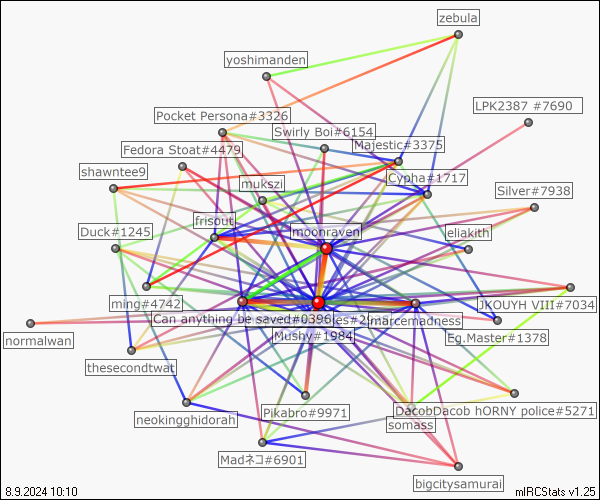 zebula
yoshimanden
LPK2387 #7690
Pocket Persona#3326
Swirly Boi#6154
Majestic#3375
Fedora Stoat#4479
shawntee9
mukszi
Cypha#1717
Silver#7938
frisout
moonraven
eliakith
Duck#1245
ming#4742
JIKOUYH VIII#7034
Can anything be saved#0396
marcemadness
normalwan
Mushy#1984
Eg.Master#1378
thesecondtwat
neokingghidorah
Pikabro#9971
DacobDacob hORNY police#5271
somass
Madネコ#6901
bigcitysamurai
8.9.2024 10:10
mIRCStats v1.25